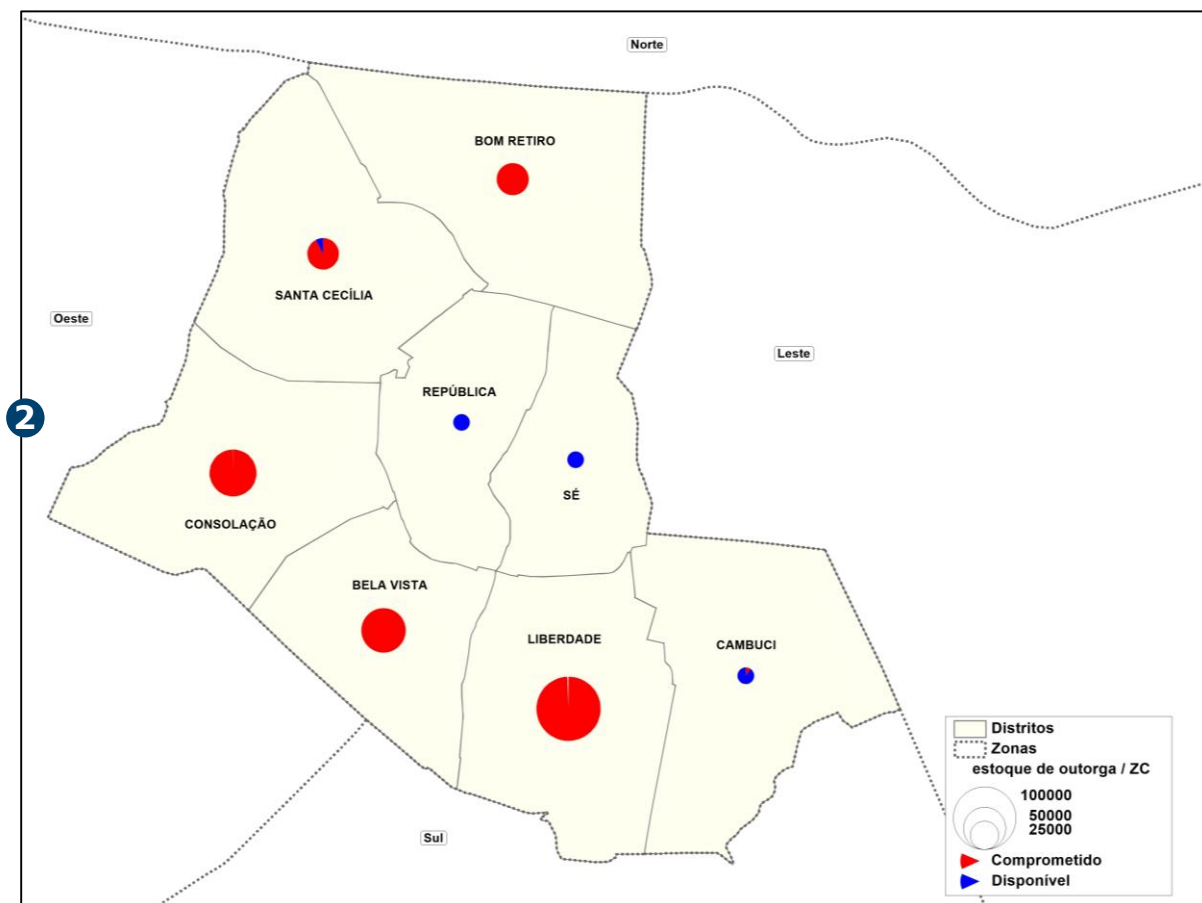 Norte
BOM RETIRO
SANTA CECÍLIA
Oeste
Leste
REPÚBLICA
2
SÉ
CONSOLAÇÃO
BELA VISTA
LIBERDADE
CAMBUCI
Sul
Distritos
Zonas
estoque de outorga / ZC
100000
50000
25000
Comprometido
Disponível